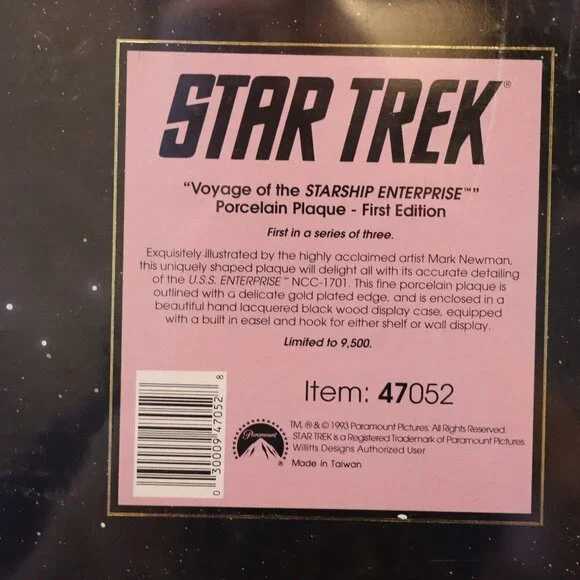 STAR TREK®
"Voyage of the STARSHIP ENTERPRISE™"
Porcelain Plaque - First Edition
First in a series of three.
Exquisitely illustrated by the highly acclaimed artist Mark Newman,
this uniquely shaped plaque will delight all with its accurate detailing
of the U.S.S. ENTERPRISE™ NCC-1701. This fine porcelain plaque is
outlined with a delicate gold plated edge, and is enclosed in a
beautiful hand lacquered black wood display case, equipped
with a built in easel and hook for either shelf or wall display.
Limited to 9,500.
Item: 47052
0 30009 47052 8
Paramount
TM, ® & © 1993 Paramount Pictures. All Rights Reserved.
STAR TREK is a Registered Trademark of Paramount Pictures.
Willitts Designs Authorized User
Made in Taiwan